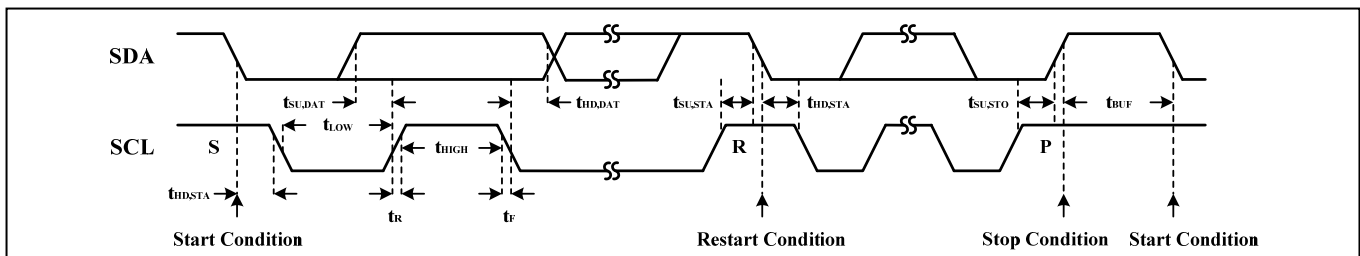 SDA
tSU,DAT tHD,DAT tSU,STA tHD,STA tSU,STO tBUF
tLOW
SCL S tHIGH R P
tHD,STA
tR tF
Start Condition Restart Condition Stop Condition Start Condition